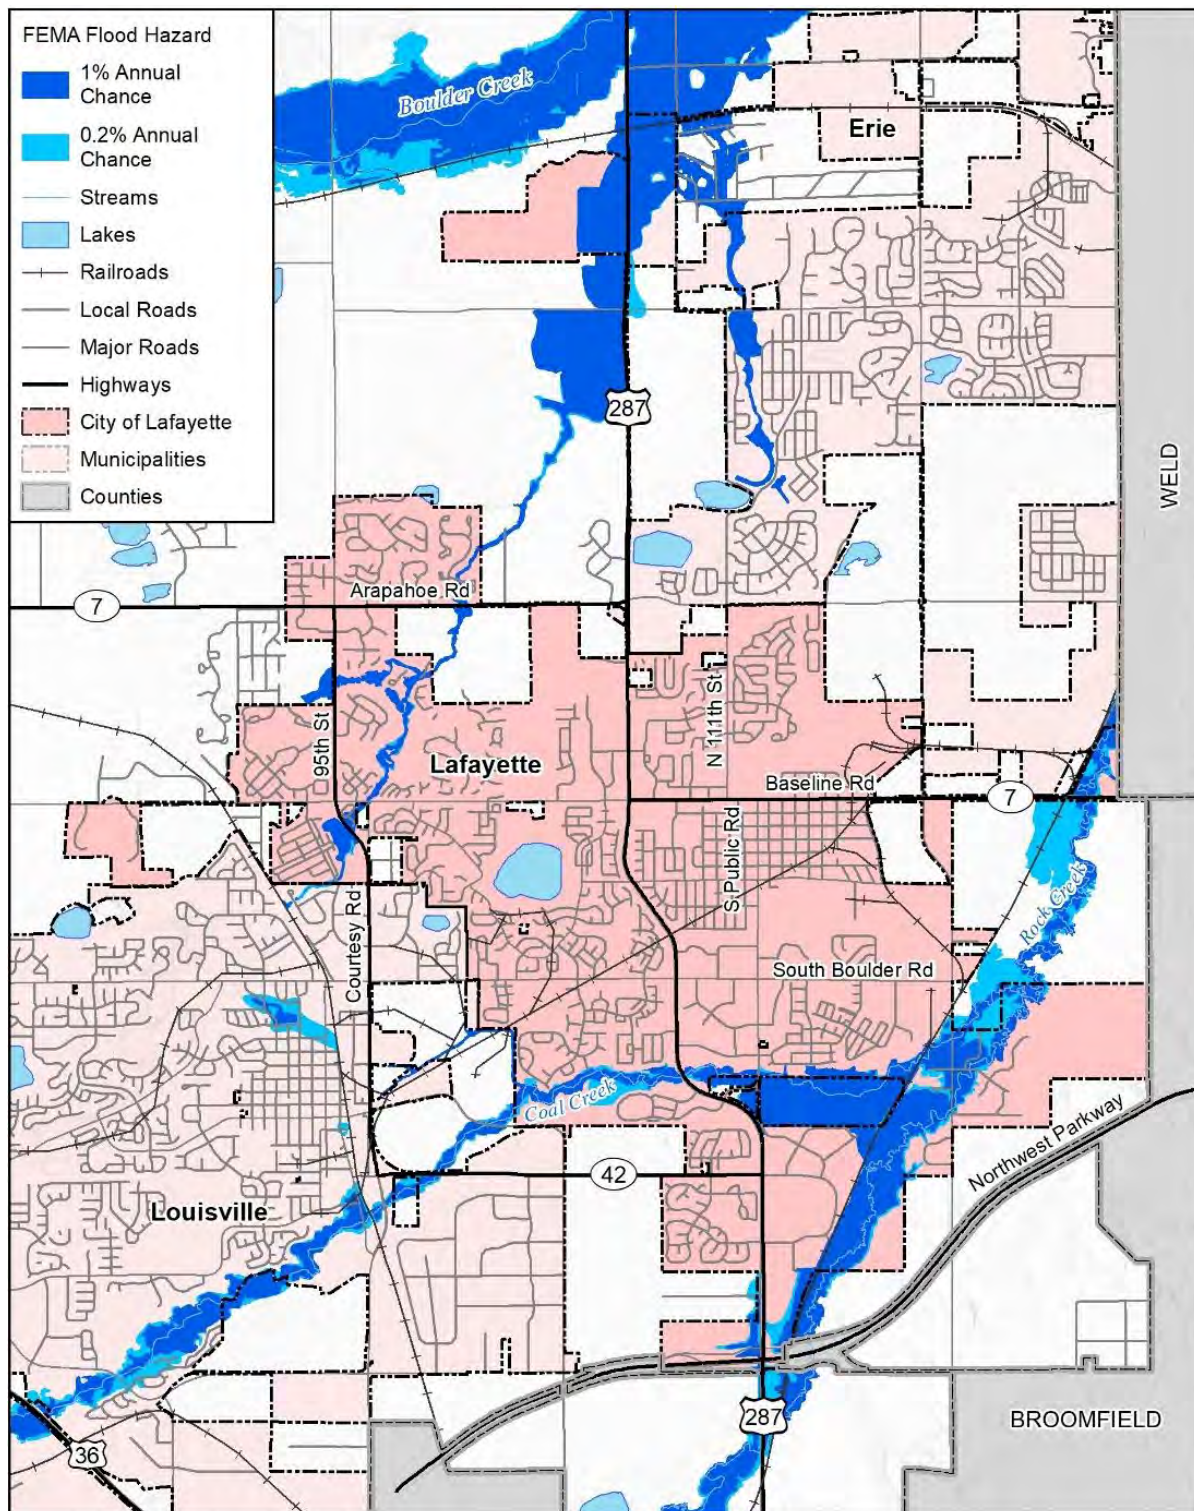 FEMA Flood Hazard
1% Annual
Chance
0.2% Annual
Chance
Streams
Lakes
Railroads
Local Roads
Major Roads
Highways
City of Lafayette
Municipalities
Counties
Boulder Creek
Erie
287
WELD
Arapahoe Rd
7
95th St
N 111th St
Lafayette
Baseline Rd
7
S Public Rd
Rock Creek
Courtesy Rd
South Boulder Rd
Coal Creek
Northwest Parkway
42
Louisville
287
BROOMFIELD
36